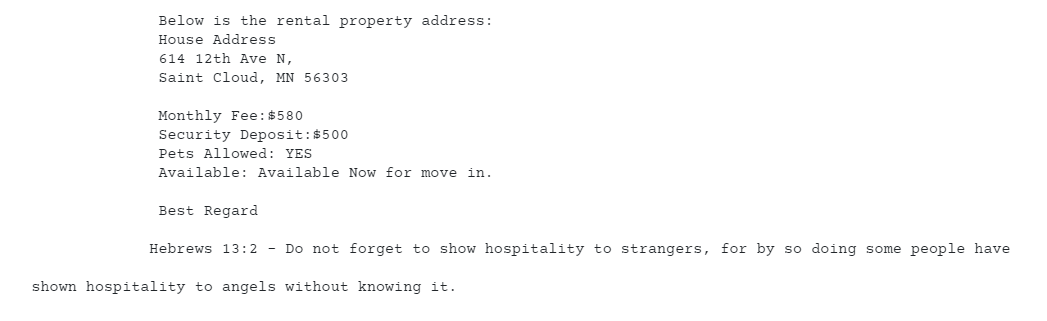 Below is the rental property address:
House Address
614 12th Ave N,
Saint Cloud, MN 56303
Monthly Fee:$580
Security Deposit:$500
Pets Allowed: YES
Available: Available Now for move in.
Best Regard
Hebrews 13:2 - Do not forget to show hospitality to strangers, for by so doing some people have
shown hospitality to angels without knowing it.